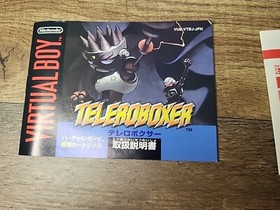 Nintendo
VUE-VTBJ-JPN
VIRTUAL BOY
TELEROBOXER
TM
テレロボクサー
バーチャルボーイ
専用カートリッジ
取扱説明書